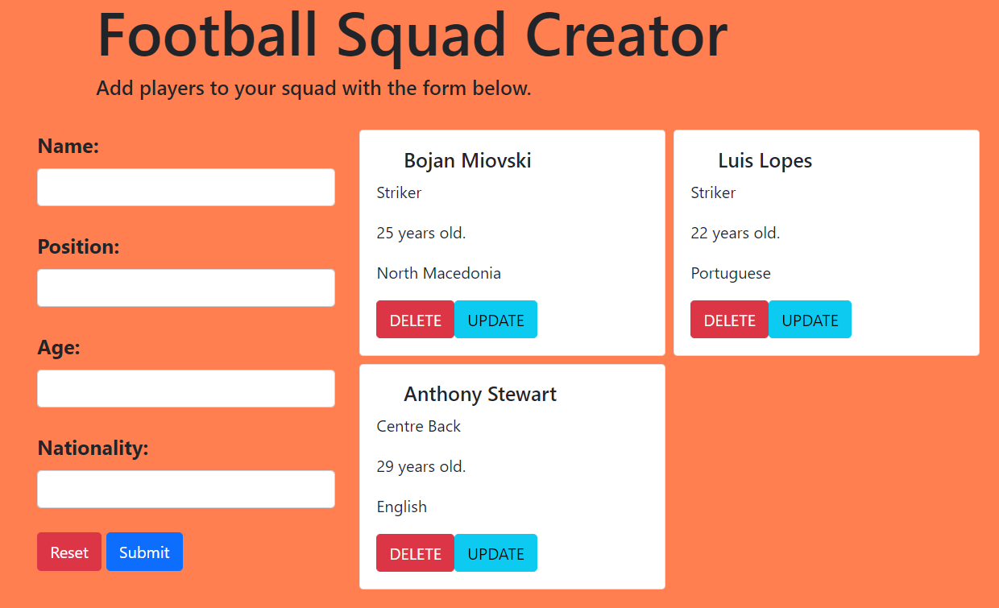 Football Squad Creator
Add players to your squad with the form below.
Name:
Position:
Age:
Nationality:
Reset Submit
Bojan Miovski
Striker
25 years old.
North Macedonia
DELETE UPDATE
Luis Lopes
Striker
22 years old.
Portuguese
DELETE UPDATE
Anthony Stewart
Centre Back
29 years old.
English
DELETE UPDATE